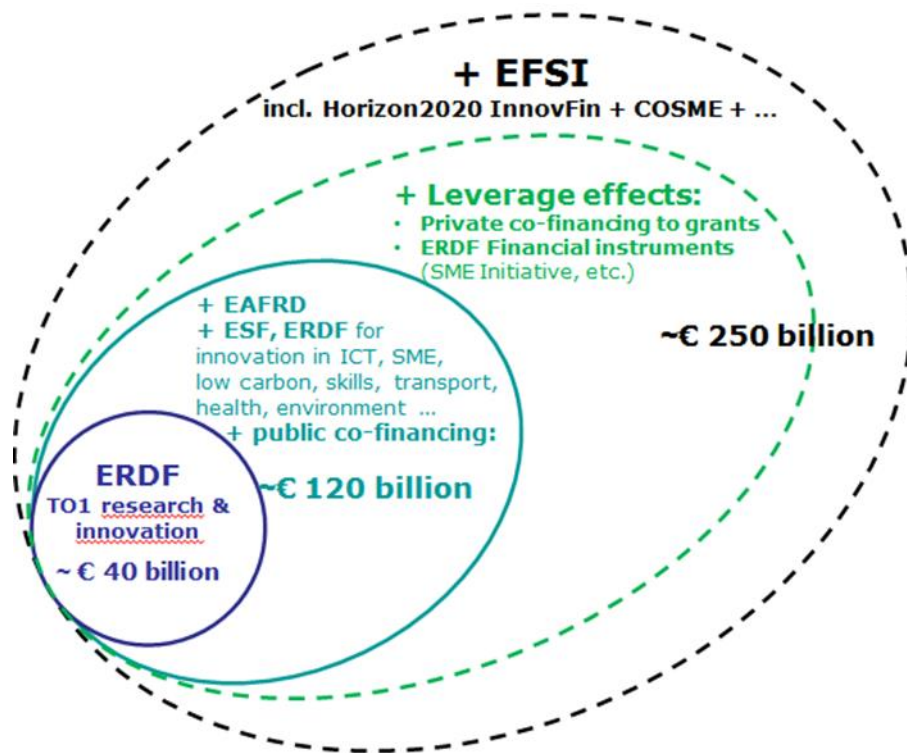 + EFSI
incl. Horizon2020 InnovFin + COSME + ...
+ Leverage effects:
• Private co-financing to grants
• ERDF Financial instruments
(SME Initiative, etc.)
~€ 250 billion
+ EAFRD
+ ESF, ERDF for
innovation in ICT, SME,
low carbon, skills, transport,
health, environment ...
+ public co-financing:
~€ 120 billion
ERDF
TO1 research &
innovation
~ € 40 billion